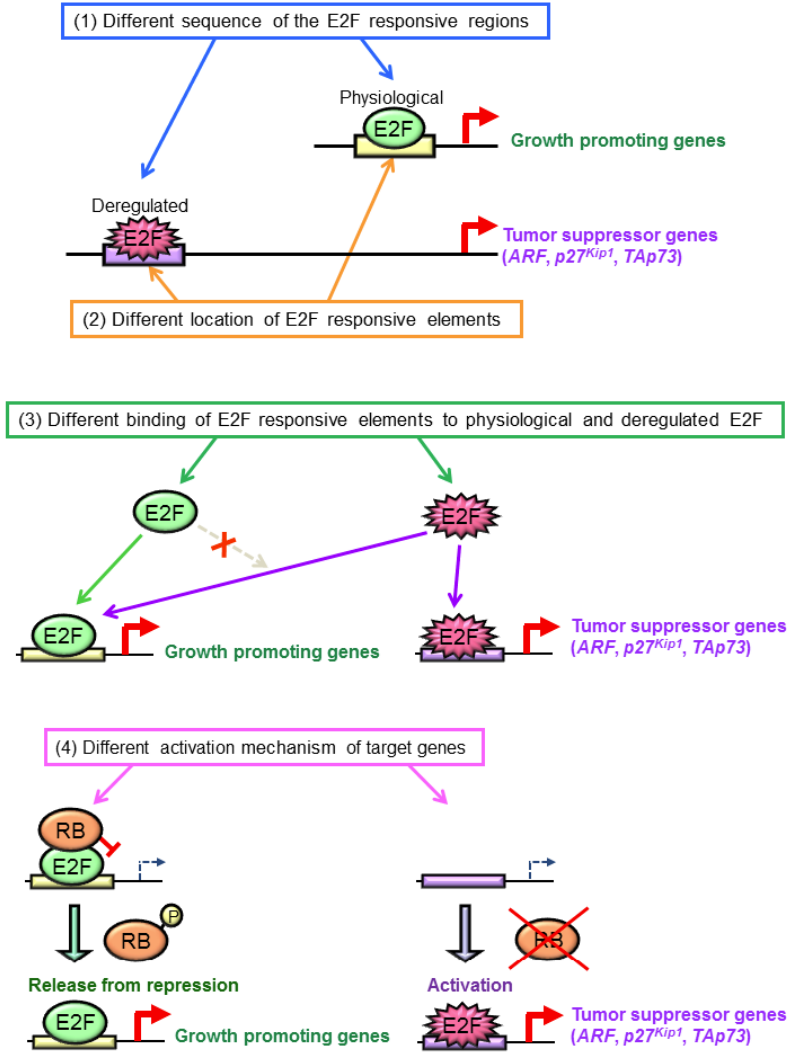 (1) Different sequence of the E2F responsive regions
Physiological
E2F
Growth promoting genes
Deregulated
E2F
Tumor suppressor genes
(ARF, p27Kip1, TAp73)
(2) Different location of E2F responsive elements
(3) Different binding of E2F responsive elements to physiological and deregulated E2F
E2F
E2F
E2F
Growth promoting genes
E2F
Tumor suppressor genes
(ARF, p27Kip1, TAp73)
(4) Different activation mechanism of target genes
RB
E2F
P
RB
RB
Release from repression
Activation
E2F
Growth promoting genes
E2F
Tumor suppressor genes
(ARF, p27Kip1, TAp73)